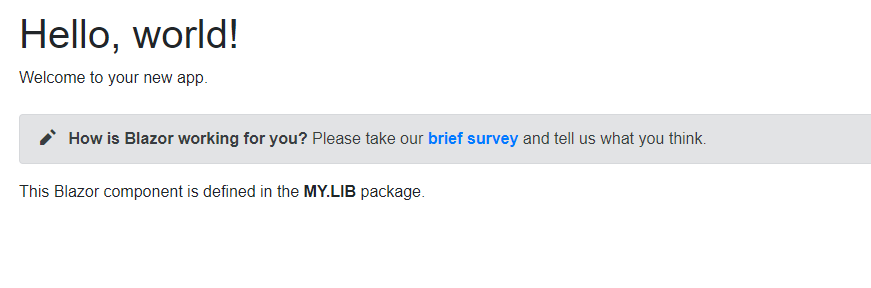 Hello, world!
Welcome to your new app.
How is Blazor working for you? Please take our brief survey and tell us what you think.
This Blazor component is defined in the MY.LIB package.